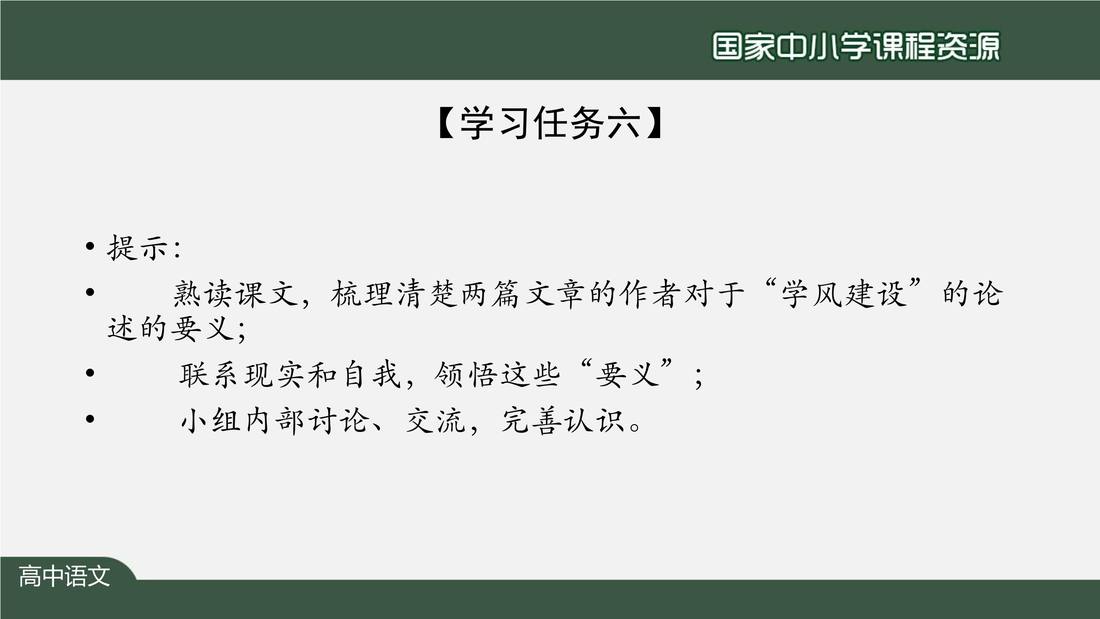 国家中小学课程资源
【学习任务六】
• 提示：
• 熟读课文，梳理清楚两篇文章的作者对于“学风建设”的论
述的要义；
• 联系现实和自我，领悟这些“要义”；
• 小组内部讨论、交流，完善认识。
高中语文